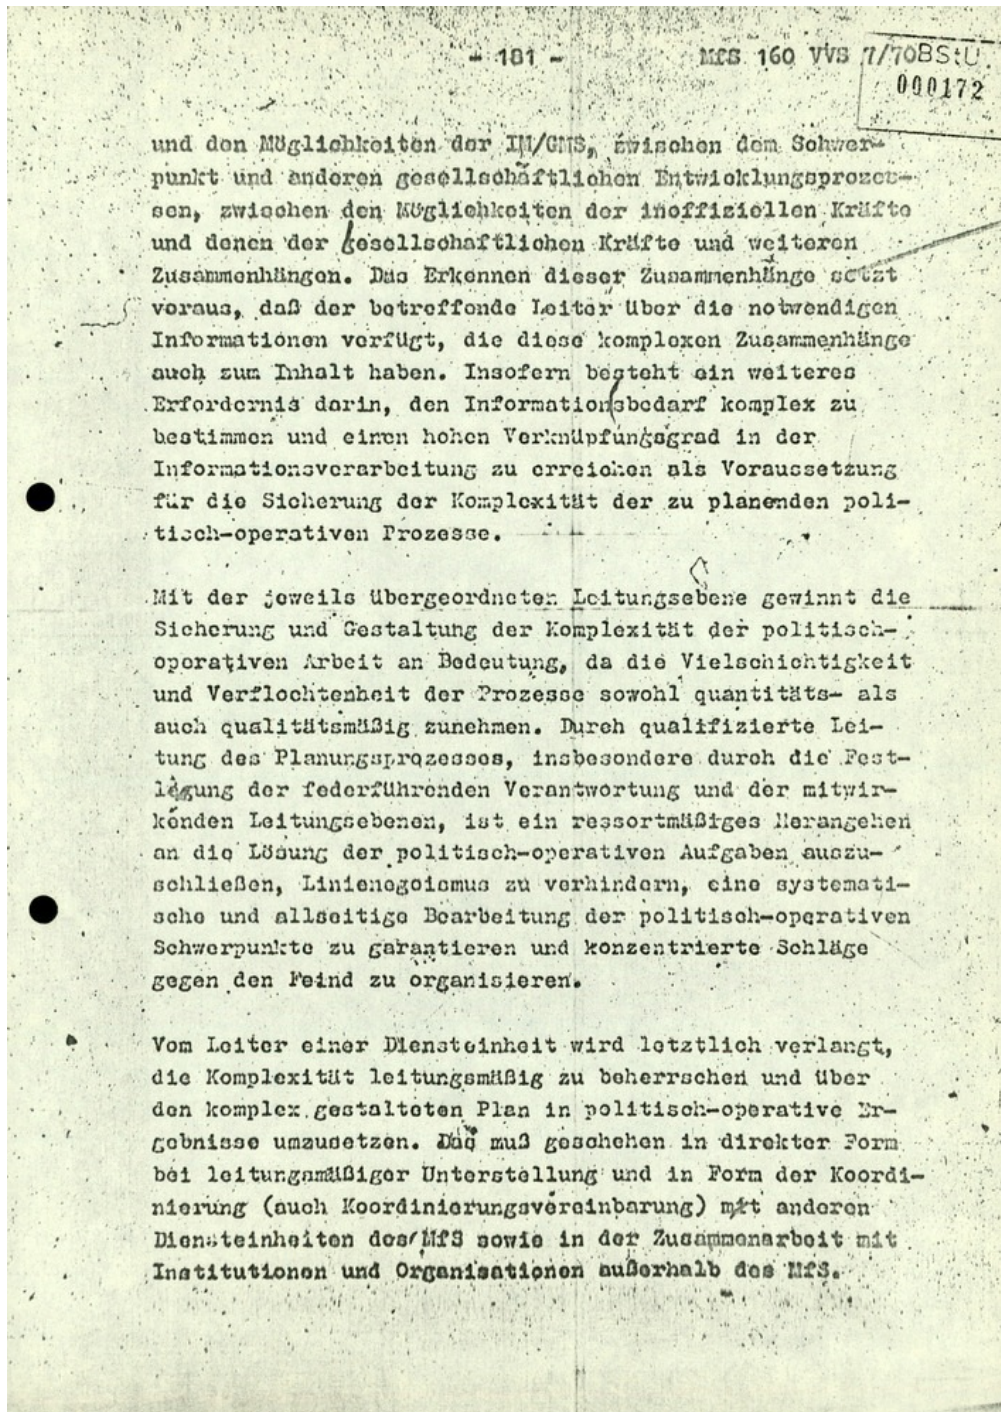 - 181 -
MfS 160 VVS 7/70
BStU
000172
und den Möglichkeiten der IM/GMS, zwischen dem Schwer-
punkt und anderen gesellschaftlichen Entwicklungsprozes-
sen, zwischen den Möglichkeiten der inoffiziellen Kräfte
und denen der gesellschaftlichen Kräfte und weiteren
Zusammenhängen. Das Erkennen dieser Zusammenhänge setzt
voraus, daß der betreffende Leiter über die notwendigen
Informationen verfügt, die diese komplexen Zusammenhänge
auch zum Inhalt haben. Insofern besteht ein weiteres
Erfordernis darin, den Informationsbedarf komplex zu
bestimmen und einen hohen Verknüpfungsgrad in der
Informationsverarbeitung zu erreichen als Voraussetzung
für die Sicherung der Komplexität der zu planenden poli-
tisch-operativen Prozesse.
Mit der jeweils übergeordneten Leitungsebene gewinnt die
Sicherung und Gestaltung der Komplexität der politisch-
operativen Arbeit an Bedeutung, da die Vielschichtigkeit
und Verflochtenheit der Prozesse sowohl quantitäts- als
auch qualitätsmäßig zunehmen. Durch qualifizierte Lei-
tung des Planungsprozesses, insbesondere durch die Fest-
legung der federführenden Verantwortung und der mitwir-
kenden Leitungsebenen, ist ein ressortmäßiges Herangehen
an die Lösung der politisch-operativen Aufgaben auszu-
schließen, Linienegoismus zu verhindern, eine systemati-
sche und allseitige Bearbeitung der politisch-operativen
Schwerpunkte zu garantieren und konzentrierte Schläge
gegen den Feind zu organisieren.
Vom Leiter einer Diensteinheit wird letztlich verlangt,
die Komplexität leitungsmäßig zu beherrschen und über
den komplex gestalteten Plan in politisch-operative Er-
gebnisse umzusetzen. Das muß geschehen in direkter Form
bei leitungsmäßiger Unterstellung und in Form der Koordi-
nierung (auch Koordinierungsvereinbarung) mit anderen
Diensteinheiten des MfS sowie in der Zusammenarbeit mit
Institutionen und Organisationen außerhalb des MfS.